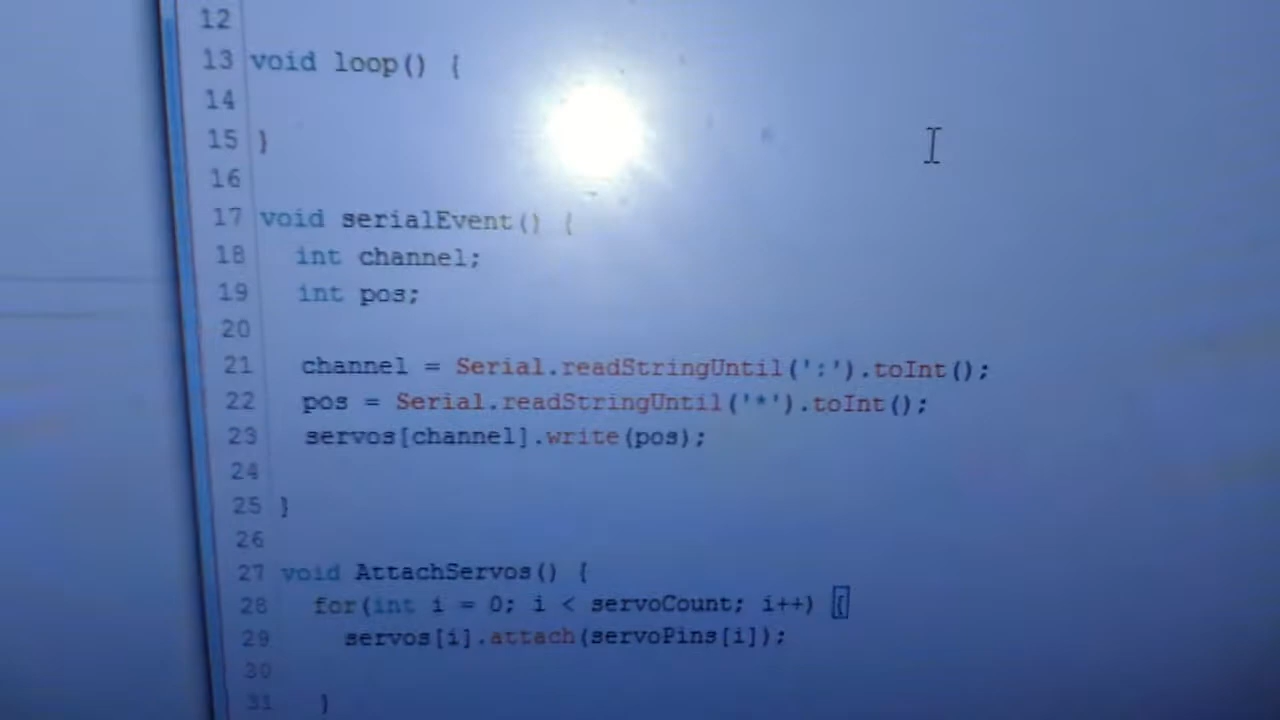 12
13 void loop() {
14
15 }
16
17 void serialEvent() {
18 int channel;
19 int pos;
20
21 channel = Serial.readStringUntil(':').toInt();
22 pos = Serial.readStringUntil('*').toInt();
23 servos[channel].write(pos);
24
25 }
26
27 void AttachServos() {
28 for(int i = 0; i < servoCount; i++) {
29 servos[i].attach(servoPins[i]);
30
31 }